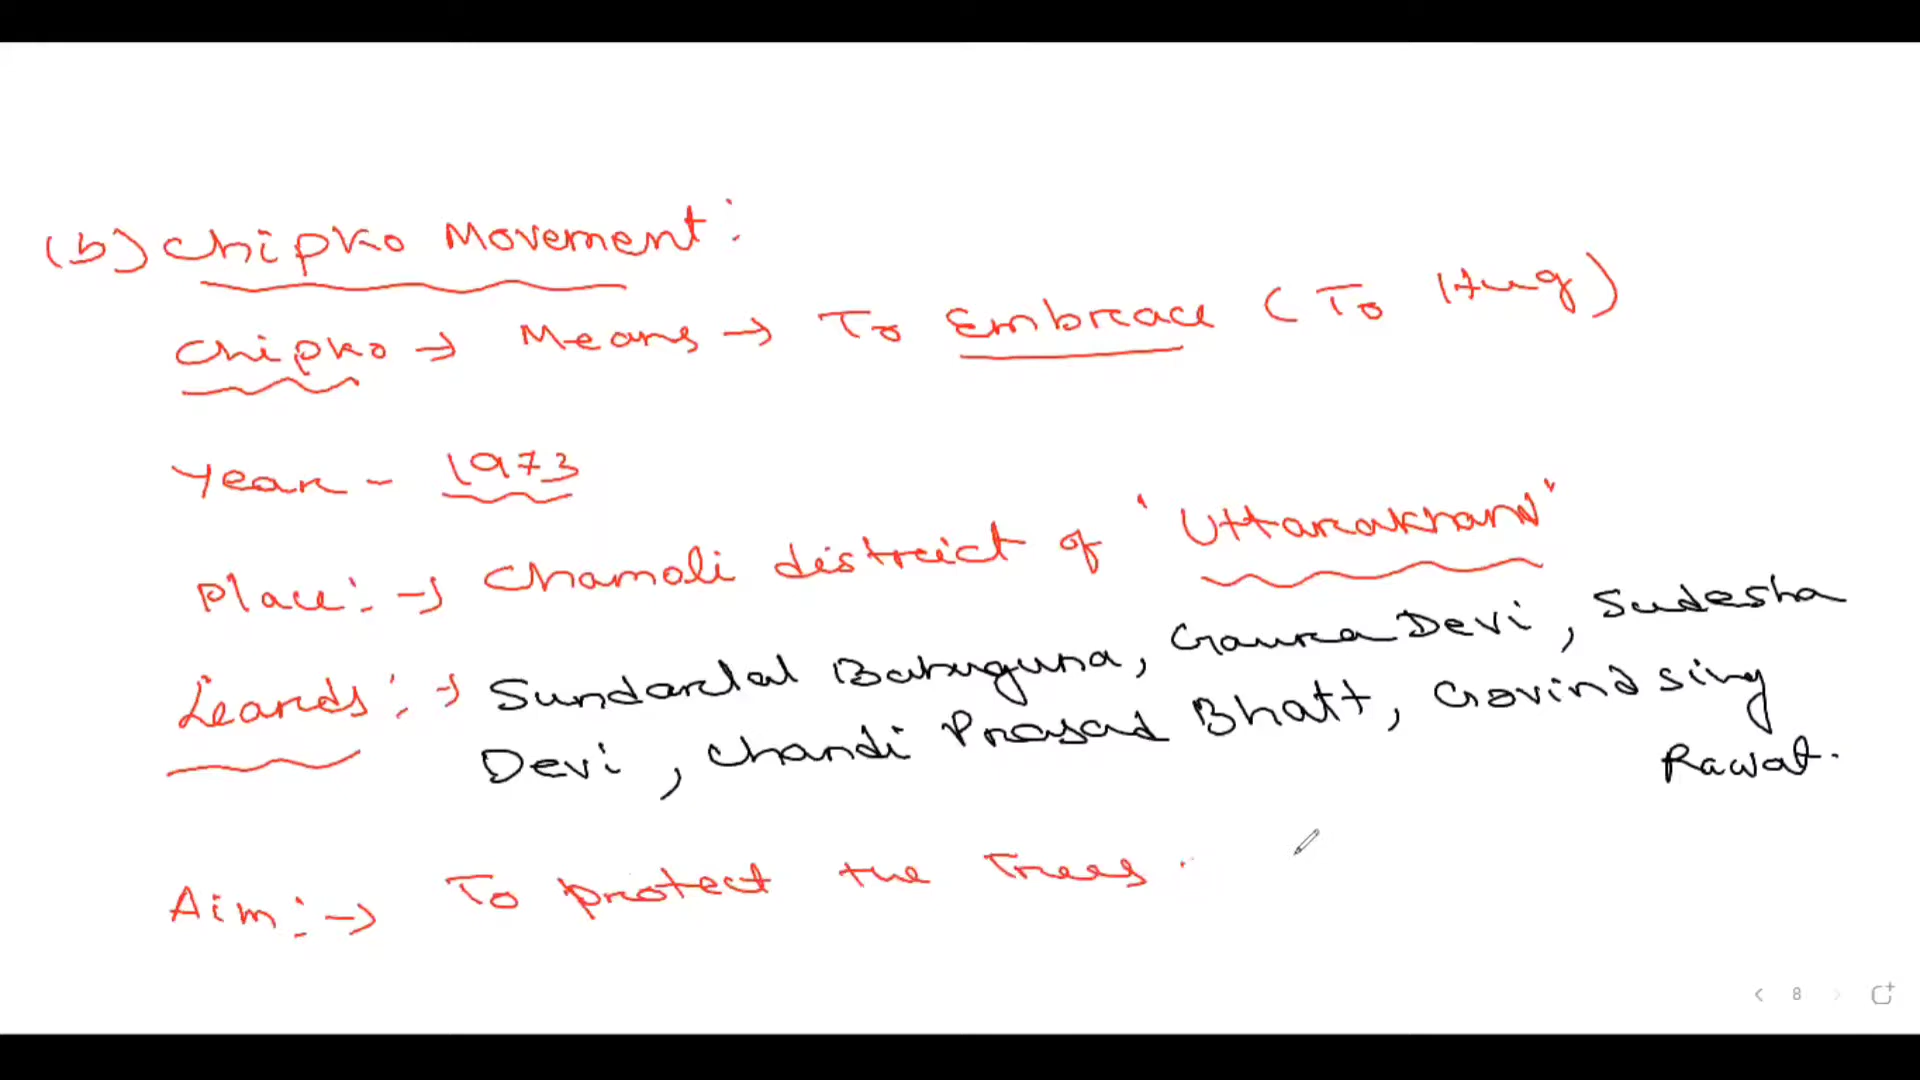 (b) Chipko Movement:
Chipko → Means → To Embrace (To Hug)
Year - 1973
Place:→ Chamoli district of "Uttarakhand"
Leards:→ Sundarlal Bahuguna, Gaura Devi, Sudesha
Devi, Chandi Prasad Bhatt, Govind Sing
Rawat.
Aim:→ To protect the Trees.
8